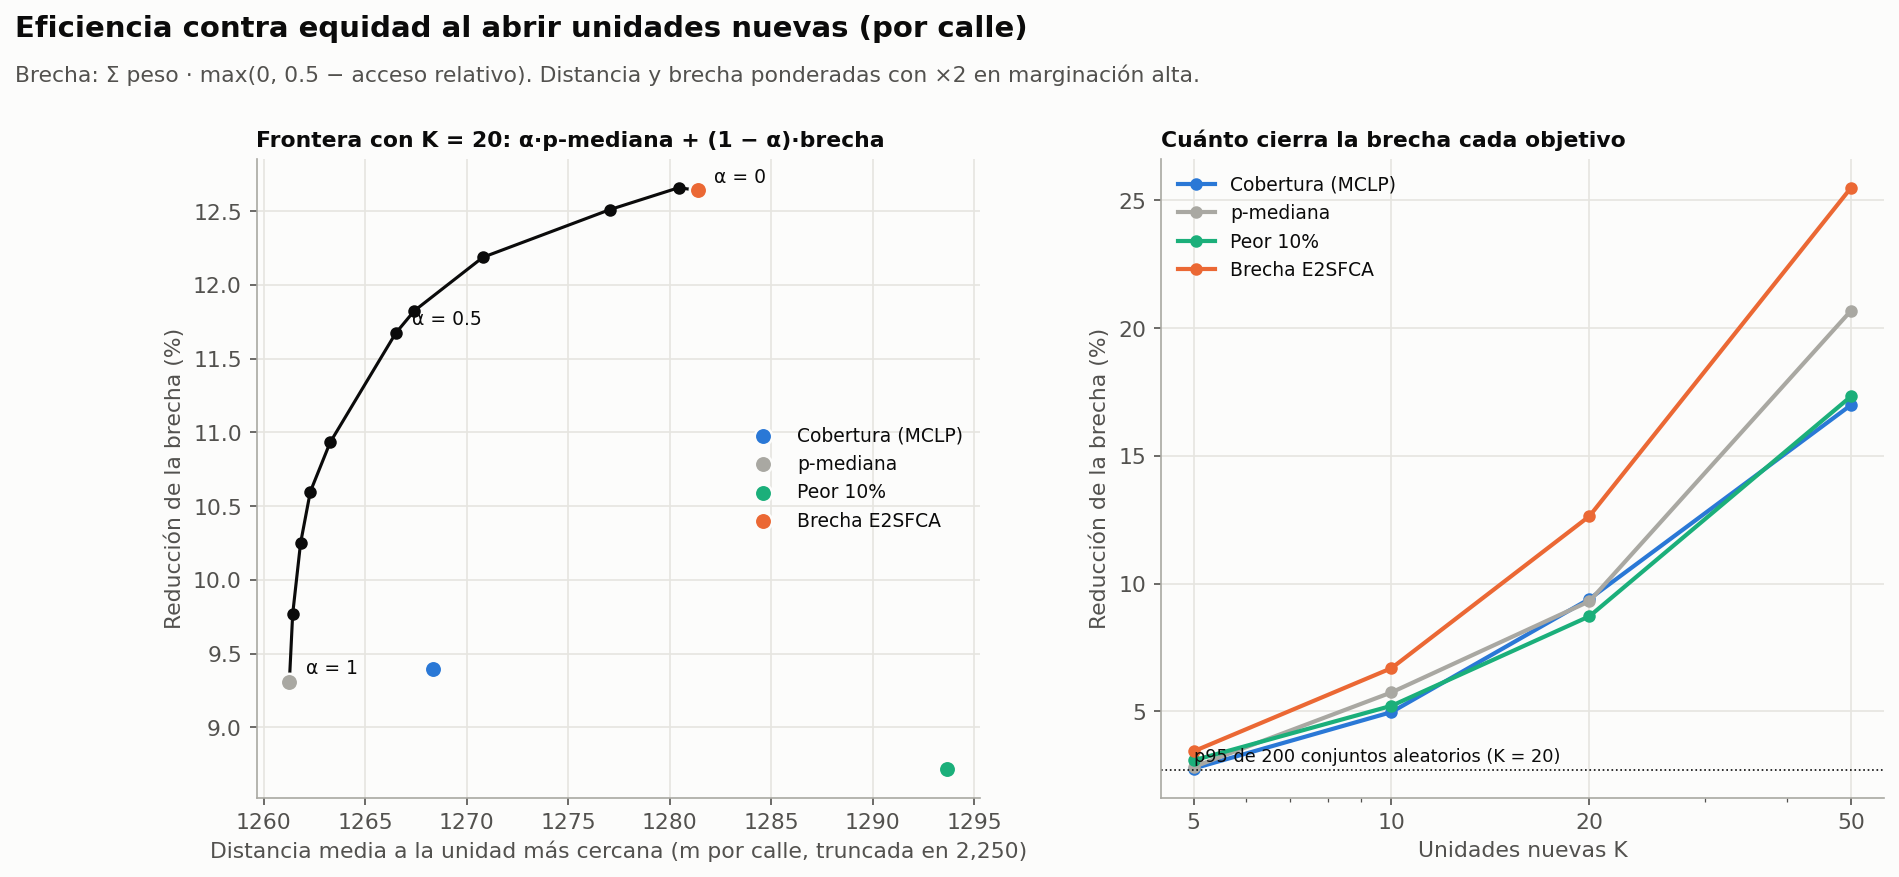 Eficiencia contra equidad al abrir unidades nuevas (por calle)
Brecha: Σ peso · max(0, 0.5 − acceso relativo). Distancia y brecha ponderadas con ×2 en marginación alta.
Frontera con K = 20: α·p-mediana + (1 − α)·brecha
Reducción de la brecha (%)
12.5
12.0
11.5
11.0
10.5
10.0
9.5
9.0
α = 0
α = 0.5
α = 1
Cobertura (MCLP)
p-mediana
Peor 10%
Brecha E2SFCA
1260 1265 1270 1275 1280 1285 1290 1295
Distancia media a la unidad más cercana (m por calle, truncada en 2,250)
Cuánto cierra la brecha cada objetivo
Reducción de la brecha (%)
25
20
15
10
5
Cobertura (MCLP)
p-mediana
Peor 10%
Brecha E2SFCA
p95 de 200 conjuntos aleatorios (K = 20)
5 10 20 50
Unidades nuevas K